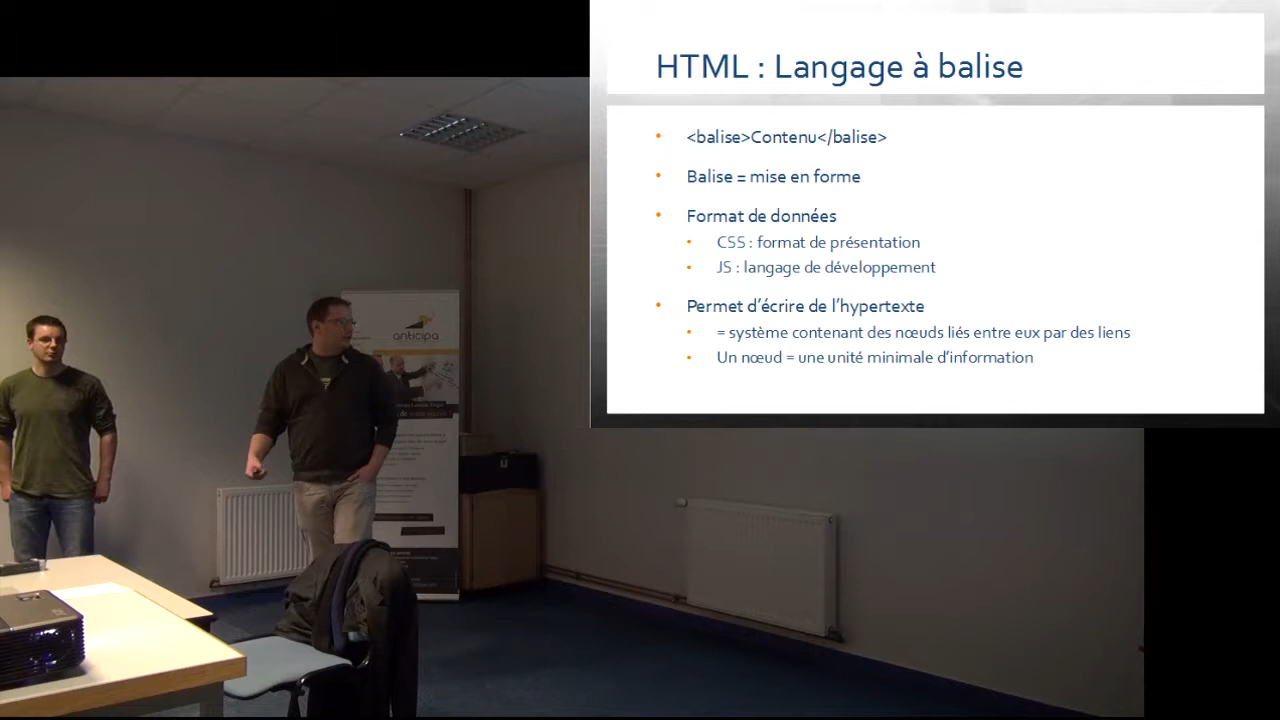 HTML : Langage à balise
<balise>Contenu</balise>
Balise = mise en forme
Format de données
CSS : format de présentation
JS : langage de développement
Permet d'écrire de l'hypertexte
= système contenant des nœuds liés entre eux par des liens
Un nœud = une unité minimale d'information
anticipa